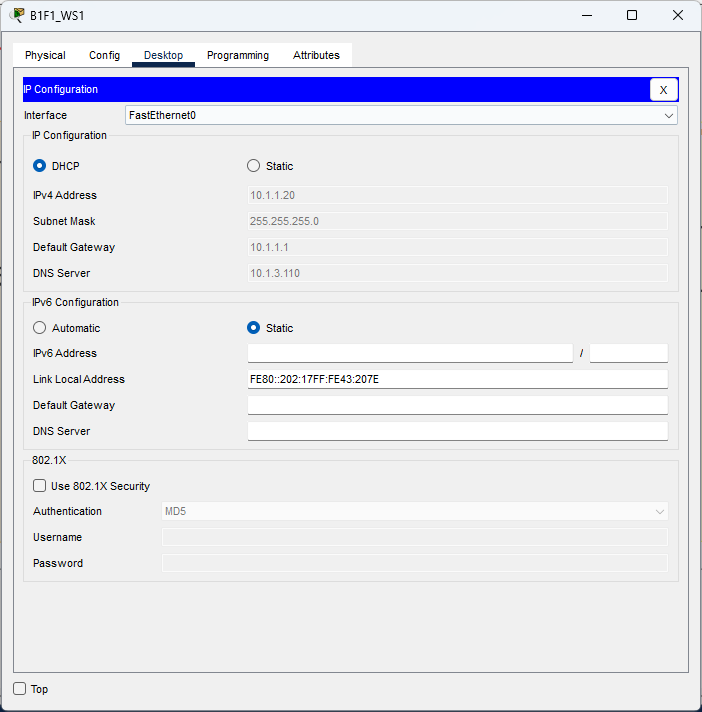 B1F1_WS1
Physical Config Desktop Programming Attributes
IP Configuration X
Interface FastEthernet0
IP Configuration
DHCP Static
IPv4 Address 10.1.1.20
Subnet Mask 255.255.255.0
Default Gateway 10.1.1.1
DNS Server 10.1.3.110
IPv6 Configuration
Automatic Static
IPv6 Address /
Link Local Address FE80::202:17FF:FE43:207E
Default Gateway
DNS Server
802.1X
Use 802.1X Security
Authentication MD5
Username
Password
Top